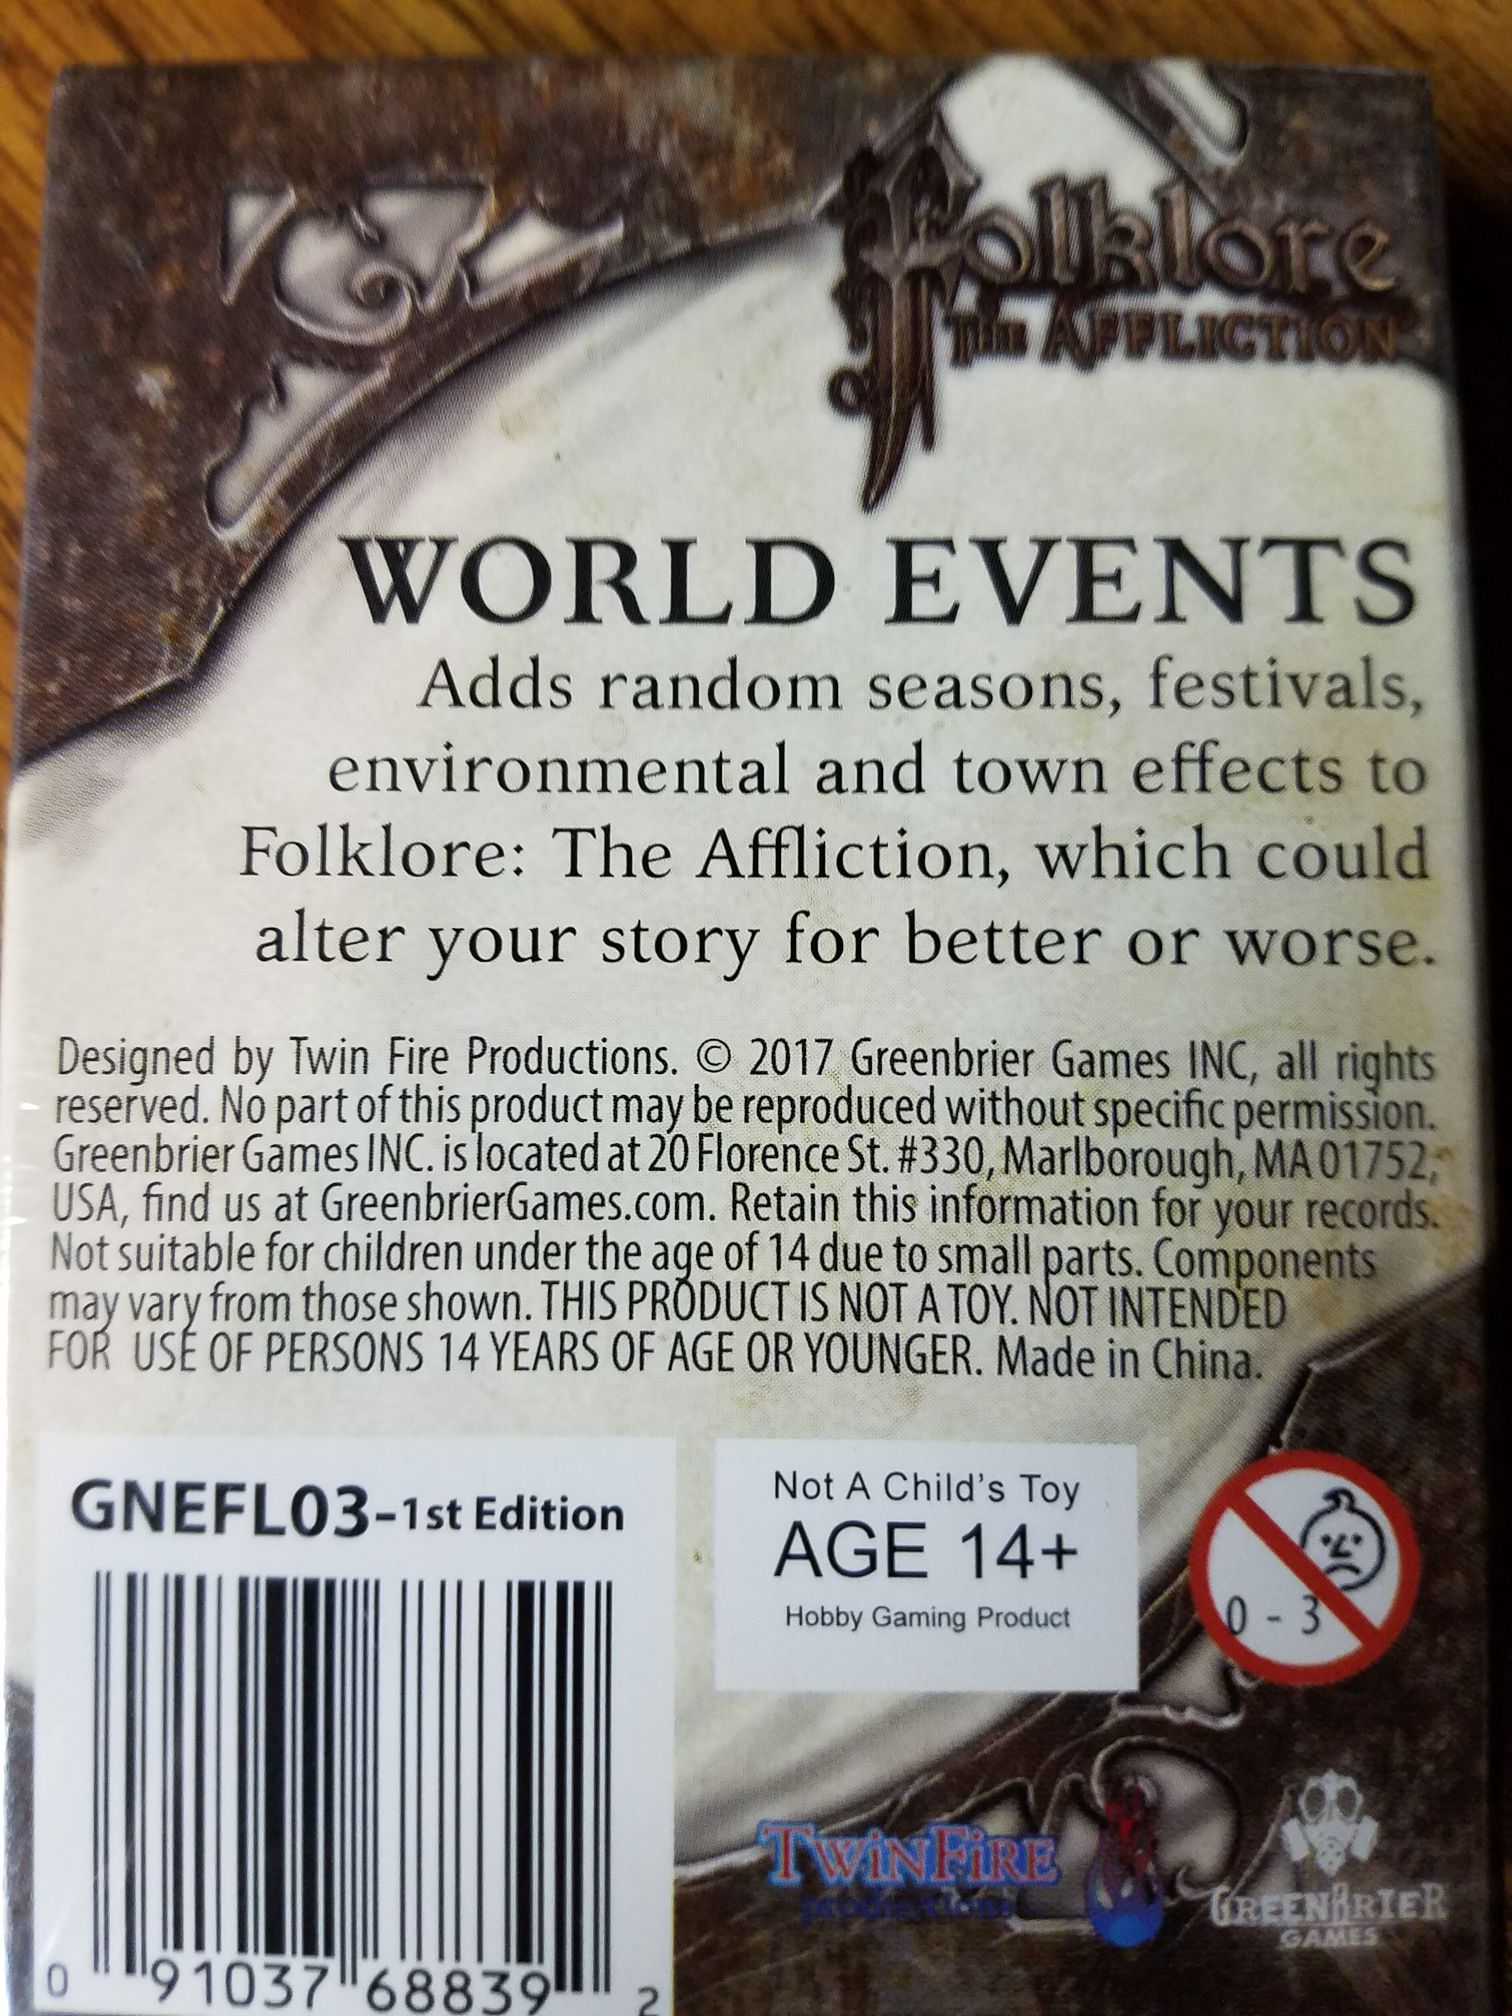 Folklore
THE AFFLICTION
WORLD EVENTS
Adds random seasons, festivals,
environmental and town effects to
Folklore: The Affliction, which could
alter your story for better or worse.
Designed by Twin Fire Productions. © 2017 Greenbrier Games INC, all rights
reserved. No part of this product may be reproduced without specific permission.
Greenbrier Games INC. is located at 20 Florence St. #330, Marlborough, MA 01752,
USA, find us at GreenbrierGames.com. Retain this information for your records.
Not suitable for children under the age of 14 due to small parts. Components
may vary from those shown. THIS PRODUCT IS NOT A TOY. NOT INTENDED
FOR USE OF PERSONS 14 YEARS OF AGE OR YOUNGER. Made in China.
GNEFL03-1st Edition
0 91037 68839 2
Not A Child's Toy
AGE 14+
Hobby Gaming Product
0 - 3
TWINFIRE
productions
GREENBRIER
GAMES